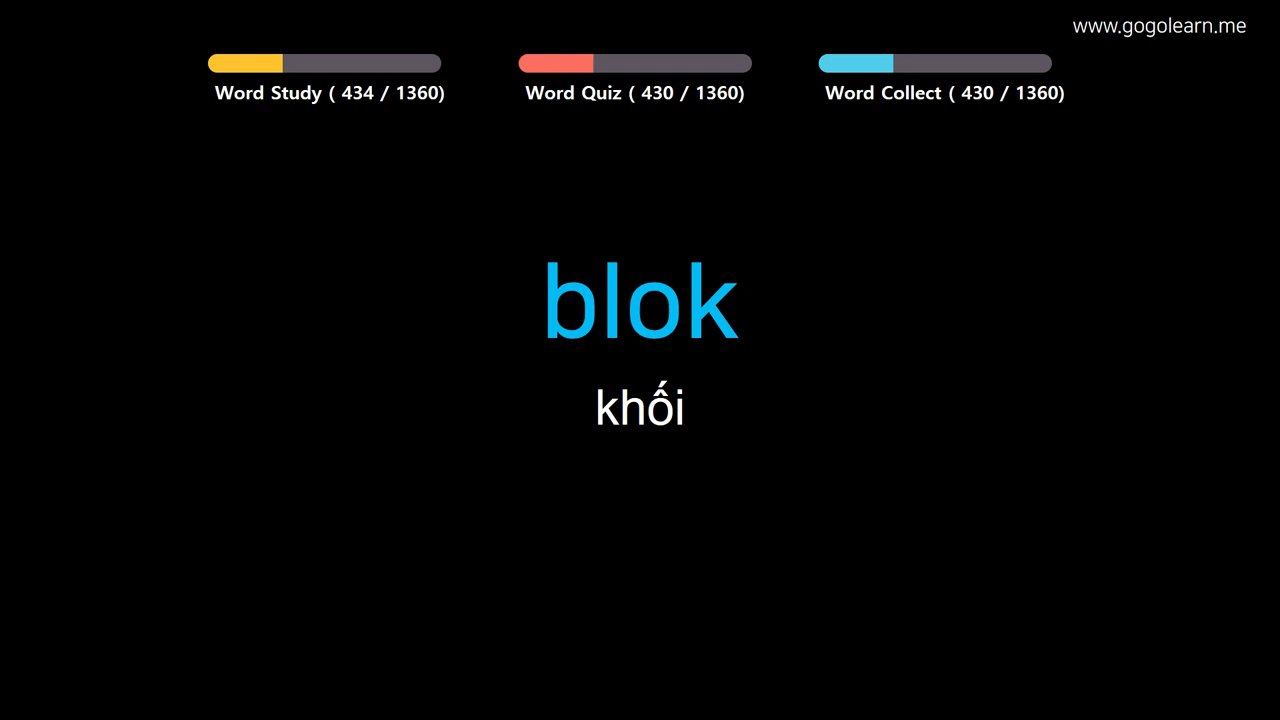 www.gogolearn.me
Word Study ( 434 / 1360)
Word Quiz ( 430 / 1360)
Word Collect ( 430 / 1360)
blok
khối